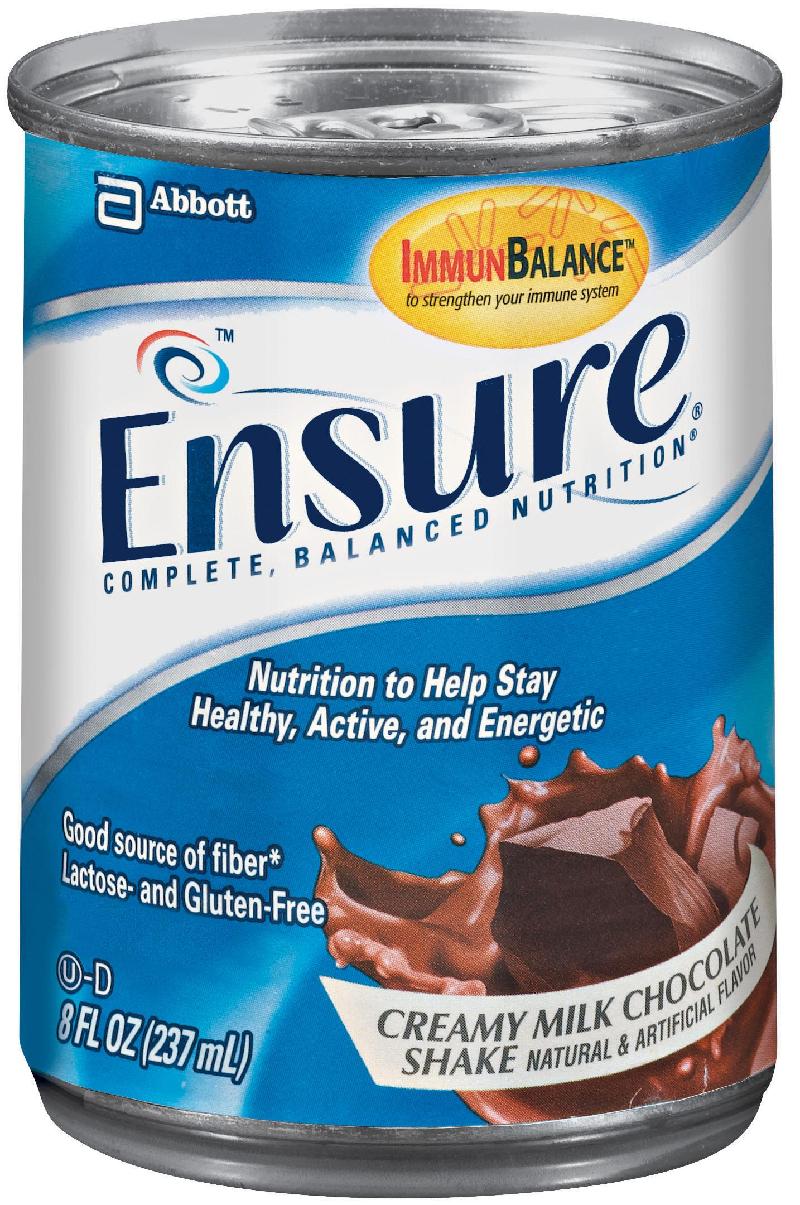 Abbott
IMMUNBALANCE™
to strengthen your immune system
™
Ensure®
COMPLETE, BALANCED NUTRITION®
Nutrition to Help Stay
Healthy, Active, and Energetic
Good source of fiber*
Lactose- and Gluten-Free
Ⓤ-D
8 FL OZ (237 mL)
CREAMY MILK CHOCOLATE
SHAKE NATURAL & ARTIFICIAL FLAVOR